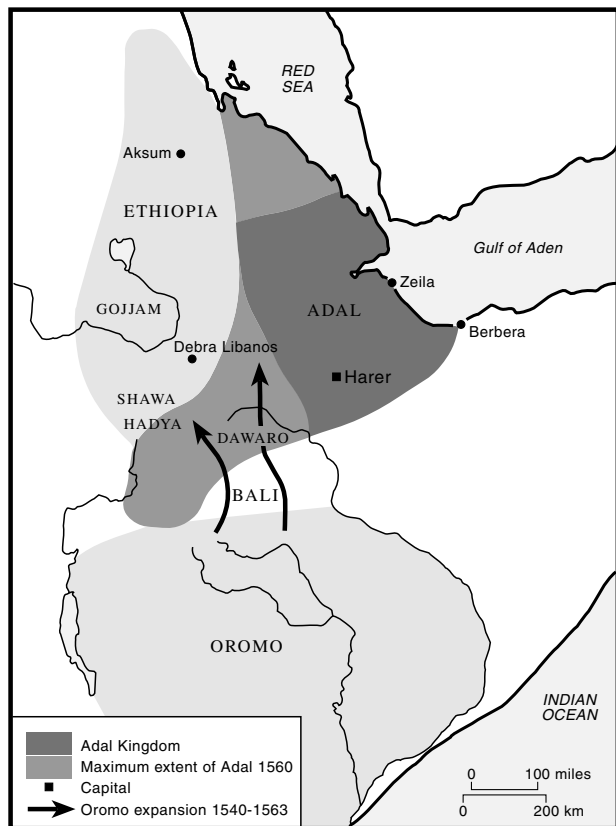 RED
SEA
Aksum
ETHIOPIA
Gulf of Aden
Zeila
GOJJAM
ADAL
Berbera
Debra Libanos
Harer
SHAWA
HADYA
DAWARO
BALI
OROMO
INDIAN
OCEAN
Adal Kingdom
Maximum extent of Adal 1560
Capital
Oromo expansion 1540-1563
0 100 miles
0 200 km